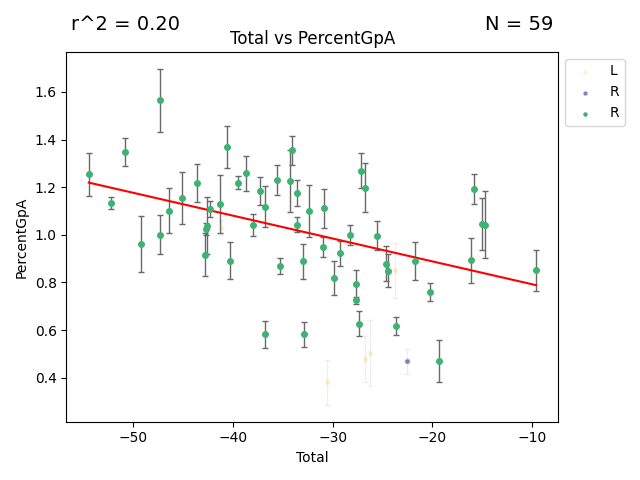 r^2 = 0.20
N = 59
Total vs PercentGpA
L
R
R
1.6
1.4
1.2
1.0
0.8
0.6
0.4
PercentGpA
−50
−40
−30
−20
−10
Total